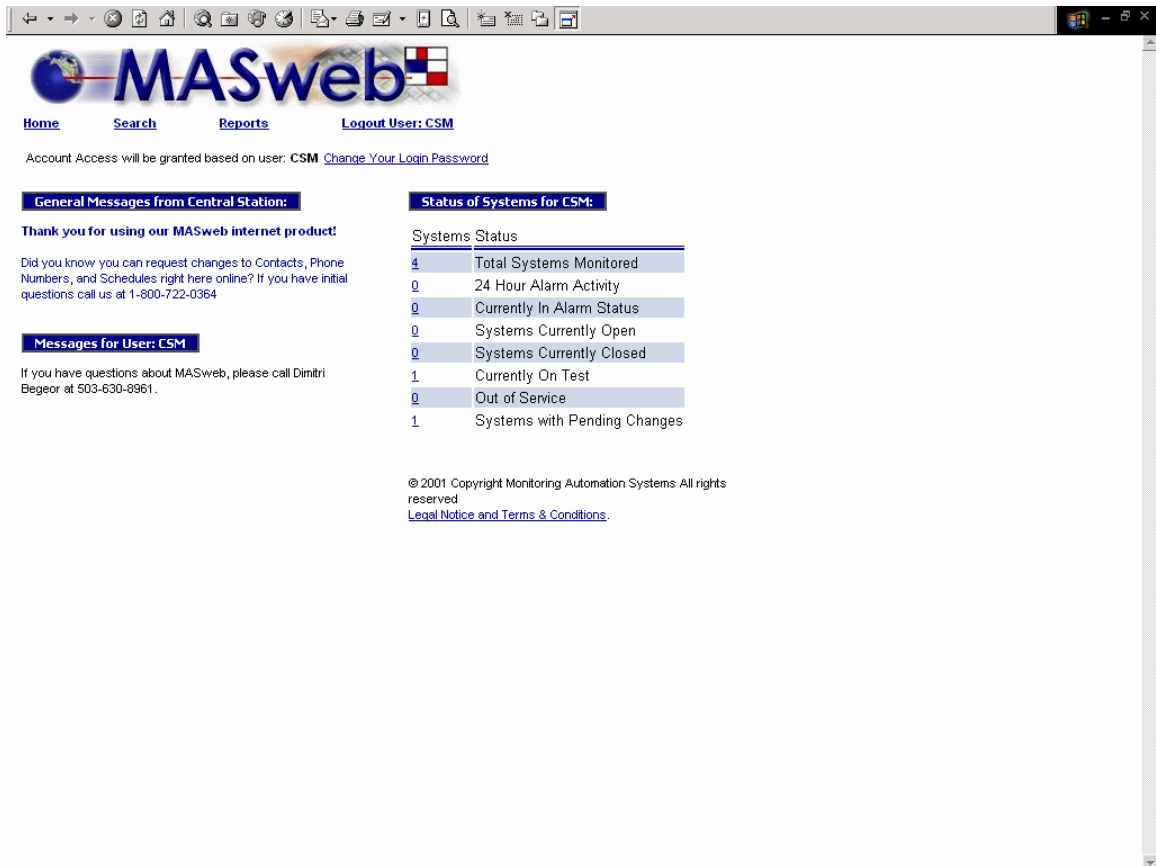 MASweb
Home Search Reports Logout User: CSM
Account Access will be granted based on user: CSM Change Your Login Password
General Messages from Central Station:
Thank you for using our MASweb internet product!
Did you know you can request changes to Contacts, Phone
Numbers, and Schedules right here online? If you have initial
questions call us at 1-800-722-0364
Messages for User: CSM
If you have questions about MASweb, please call Dimitri
Begeor at 503-630-8961.
Status of Systems for CSM:
Systems Status
4 Total Systems Monitored
0 24 Hour Alarm Activity
0 Currently In Alarm Status
0 Systems Currently Open
0 Systems Currently Closed
1 Currently On Test
0 Out of Service
1 Systems with Pending Changes
© 2001 Copyright Monitoring Automation Systems All rights
reserved
Legal Notice and Terms & Conditions.